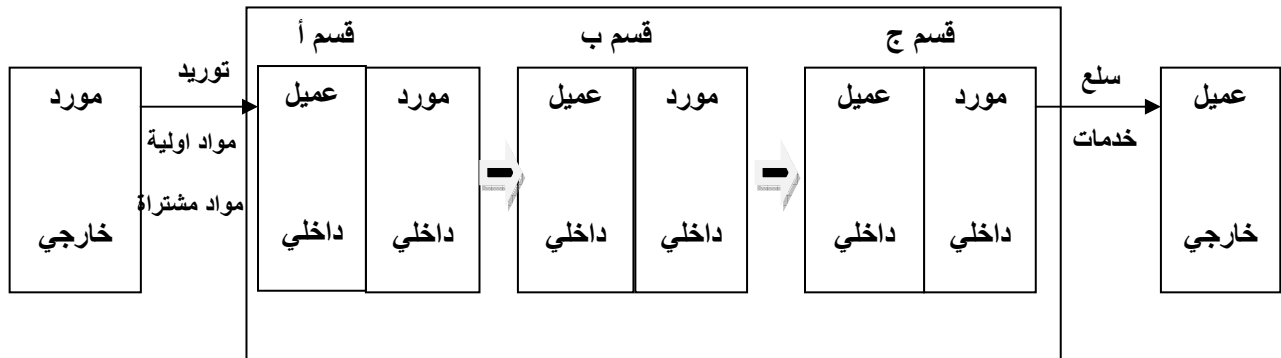 قسم أ
قسم ب
قسم ج
مورد
خارجي
توريد
مواد اولية
مواد مشتراة
عميل
داخلي
مورد
داخلي
عميل
داخلي
مورد
داخلي
عميل
داخلي
مورد
داخلي
سلع
خدمات
عميل
خارجي